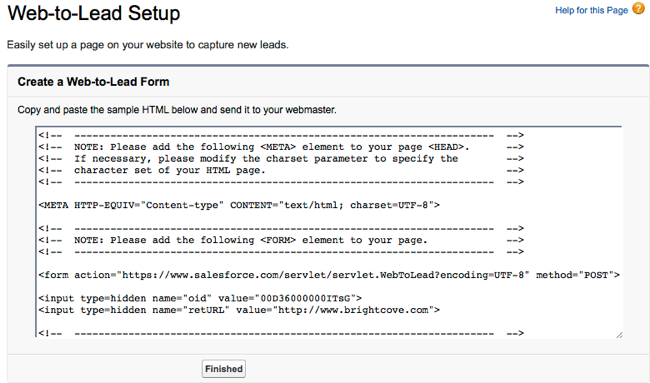 Web-to-Lead Setup
Help for this Page ?
Easily set up a page on your website to capture new leads.
Create a Web-to-Lead Form
Copy and paste the sample HTML below and send it to your webmaster.
<!-- ---------------------------------------------------------------------- -->
<!-- NOTE: Please add the following <META> element to your page <HEAD>. -->
<!-- If necessary, please modify the charset parameter to specify the -->
<!-- character set of your HTML page. -->
<!-- ---------------------------------------------------------------------- -->
<META HTTP-EQUIV="Content-type" CONTENT="text/html; charset=UTF-8">
<!-- ---------------------------------------------------------------------- -->
<!-- NOTE: Please add the following <FORM> element to your page. -->
<!-- ---------------------------------------------------------------------- -->
<form action="https://www.salesforce.com/servlet/servlet.WebToLead?encoding=UTF-8" method="POST">
<input type=hidden name="oid" value="00D36000000ITsG">
<input type=hidden name="retURL" value="http://www.brightcove.com">
<!-- ---------------------------------------------------------------------- -->
Finished